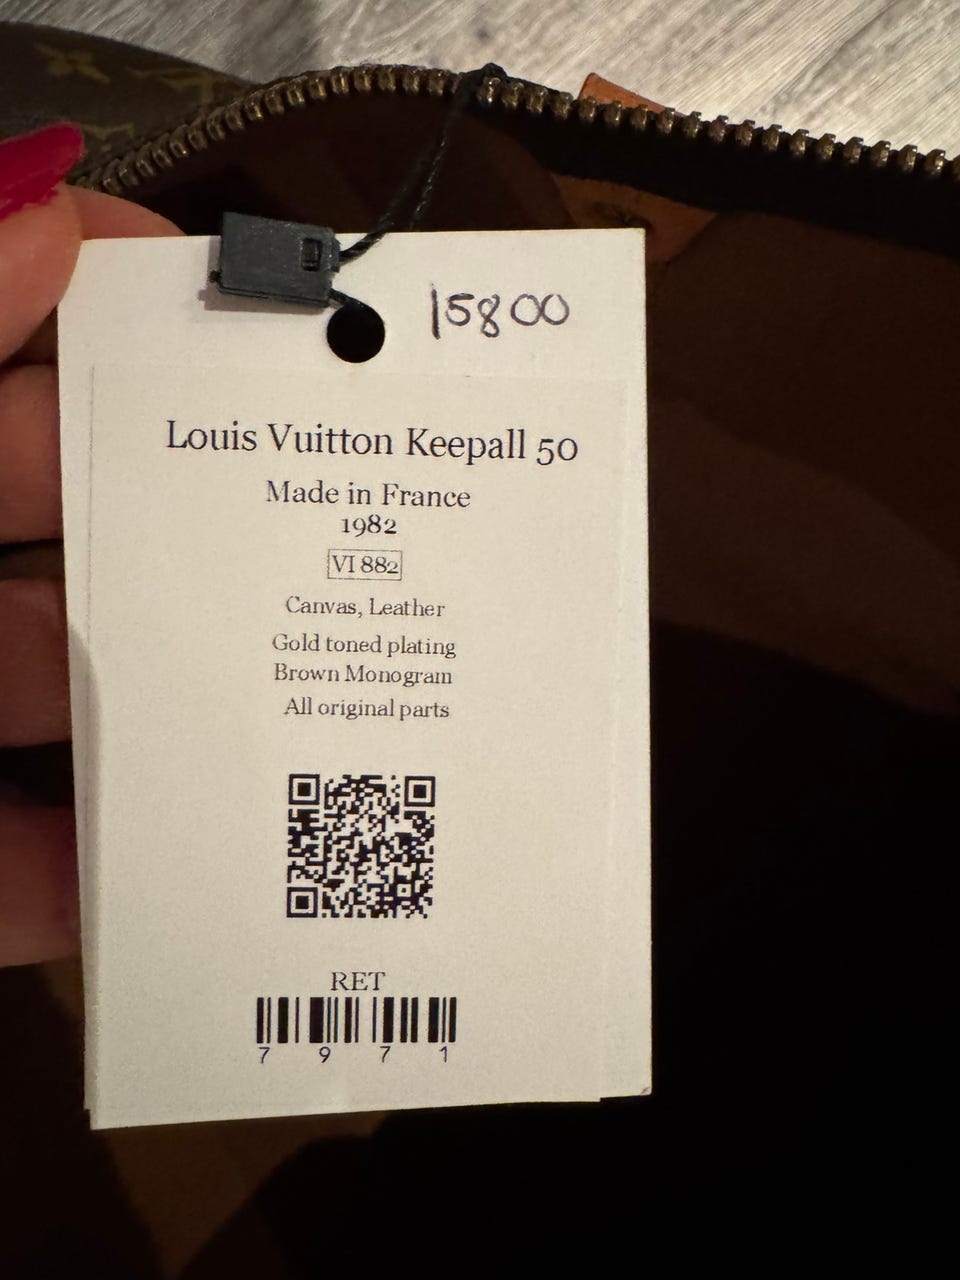 15800
Louis Vuitton Keepall 50
Made in France
1982
VI 882
Canvas, Leather
Gold toned plating
Brown Monogram
All original parts
RET
7 9 7 1